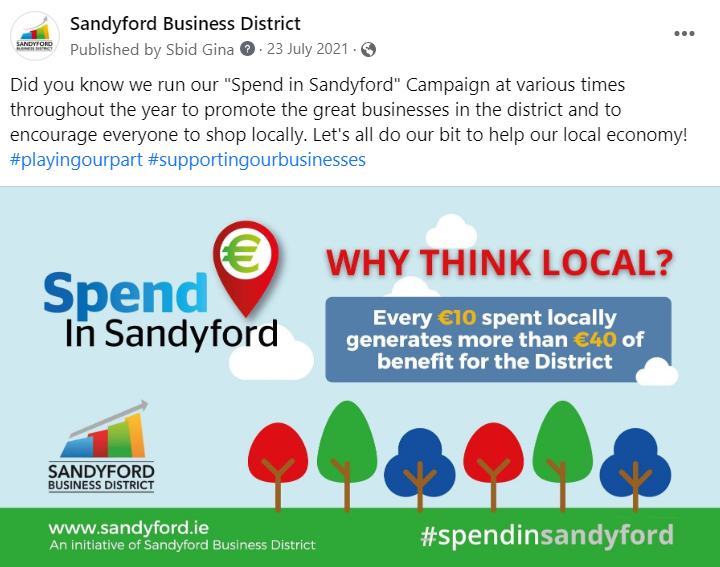 Sandyford Business District
Published by Sbid Gina ? · 23 July 2021 ·
Did you know we run our "Spend in Sandyford" Campaign at various times
throughout the year to promote the great businesses in the district and to
encourage everyone to shop locally. Let's all do our bit to help our local economy!
#playingourpart #supportingourbusinesses
Spend
In Sandyford
€
WHY THINK LOCAL?
Every €10 spent locally
generates more than €40 of
benefit for the District
SANDYFORD
BUSINESS DISTRICT
www.sandyford.ie
An initiative of Sandyford Business District
#spendinsandyford
SANDYFORD
BUSINESS DISTRICT